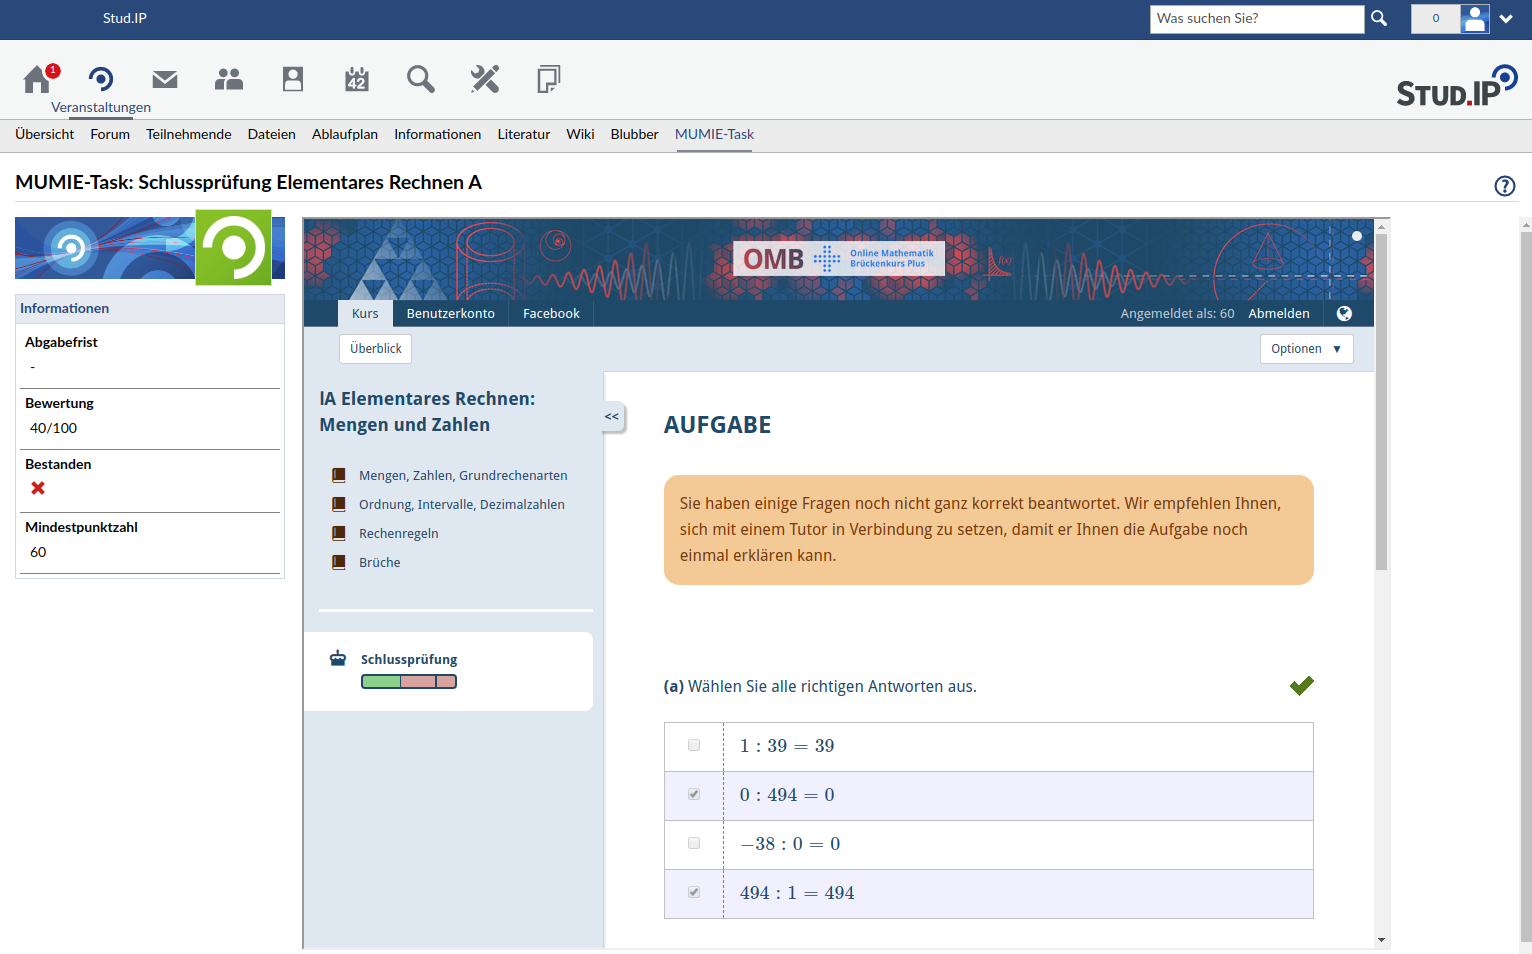 Stud.IP
Was suchen Sie?
0
1
42
Veranstaltungen
STUD.IP
Übersicht Forum Teilnehmende Dateien Ablaufplan Informationen Literatur Wiki Blubber MUMIE-Task
MUMIE-Task: Schlussprüfung Elementares Rechnen A
?
Informationen
Abgabefrist
-
Bewertung
40/100
Bestanden
Mindestpunktzahl
60
OMB Online Mathematik
Brückenkurs Plus
f(x)
Kurs Benutzerkonto Facebook Angemeldet als: 60 Abmelden
Überblick Optionen ▼
IA Elementares Rechnen:
Mengen und Zahlen
<<
Mengen, Zahlen, Grundrechenarten
Ordnung, Intervalle, Dezimalzahlen
Rechenregeln
Brüche
Schlussprüfung
AUFGABE
Sie haben einige Fragen noch nicht ganz korrekt beantwortet. Wir empfehlen Ihnen,
sich mit einem Tutor in Verbindung zu setzen, damit er Ihnen die Aufgabe noch
einmal erklären kann.
(a) Wählen Sie alle richtigen Antworten aus.
1 : 39 = 39
0 : 494 = 0
−38 : 0 = 0
494 : 1 = 494